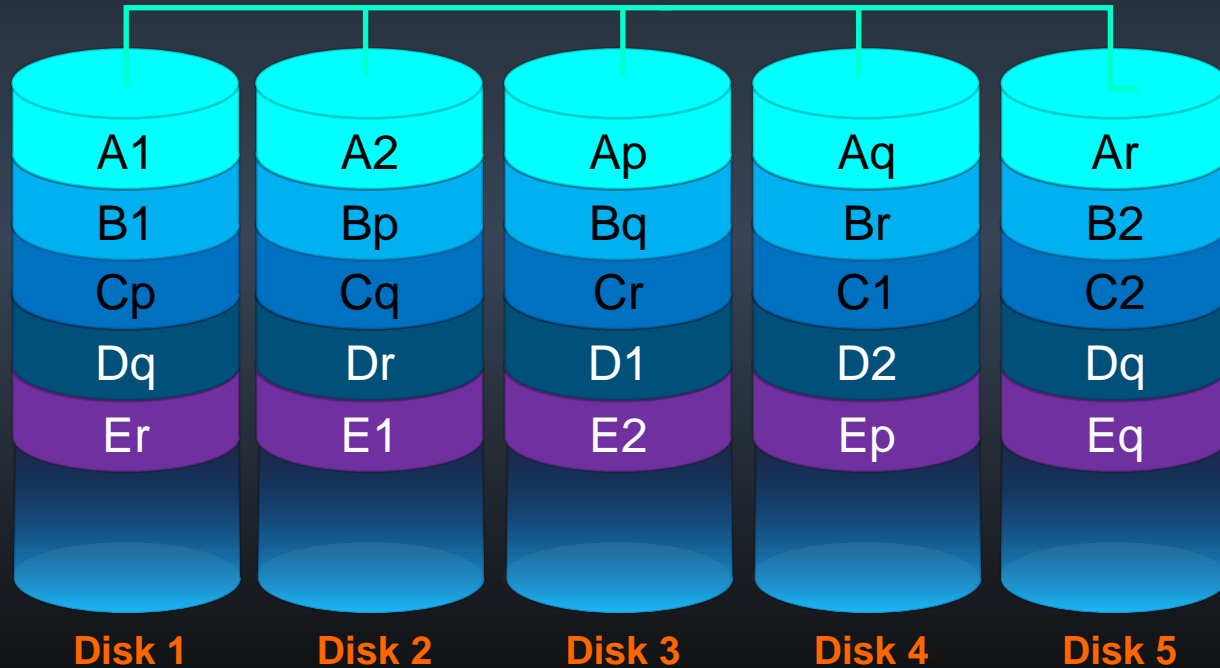 A1 A2 Ap Aq Ar
B1 Bp Bq Br B2
Cp Cq Cr C1 C2
Dq Dr D1 D2 Dq
Er E1 E2 Ep Eq
Disk 1 Disk 2 Disk 3 Disk 4 Disk 5